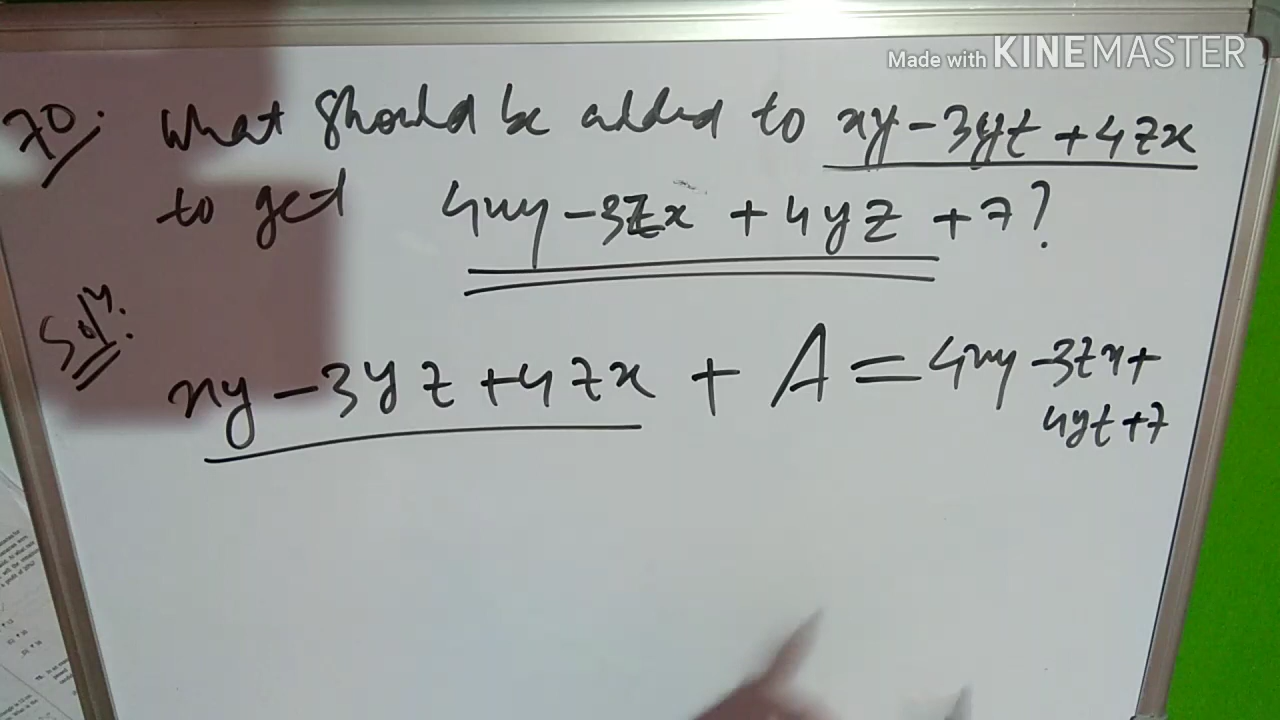 Made with KINEMASTER
70. What should be added to xy-3yz+4zx
to get 4xy-3zx+4yz+7?
Sol4.
xy-3yz+4zx + A = 4xy-3zx+
4yz+7